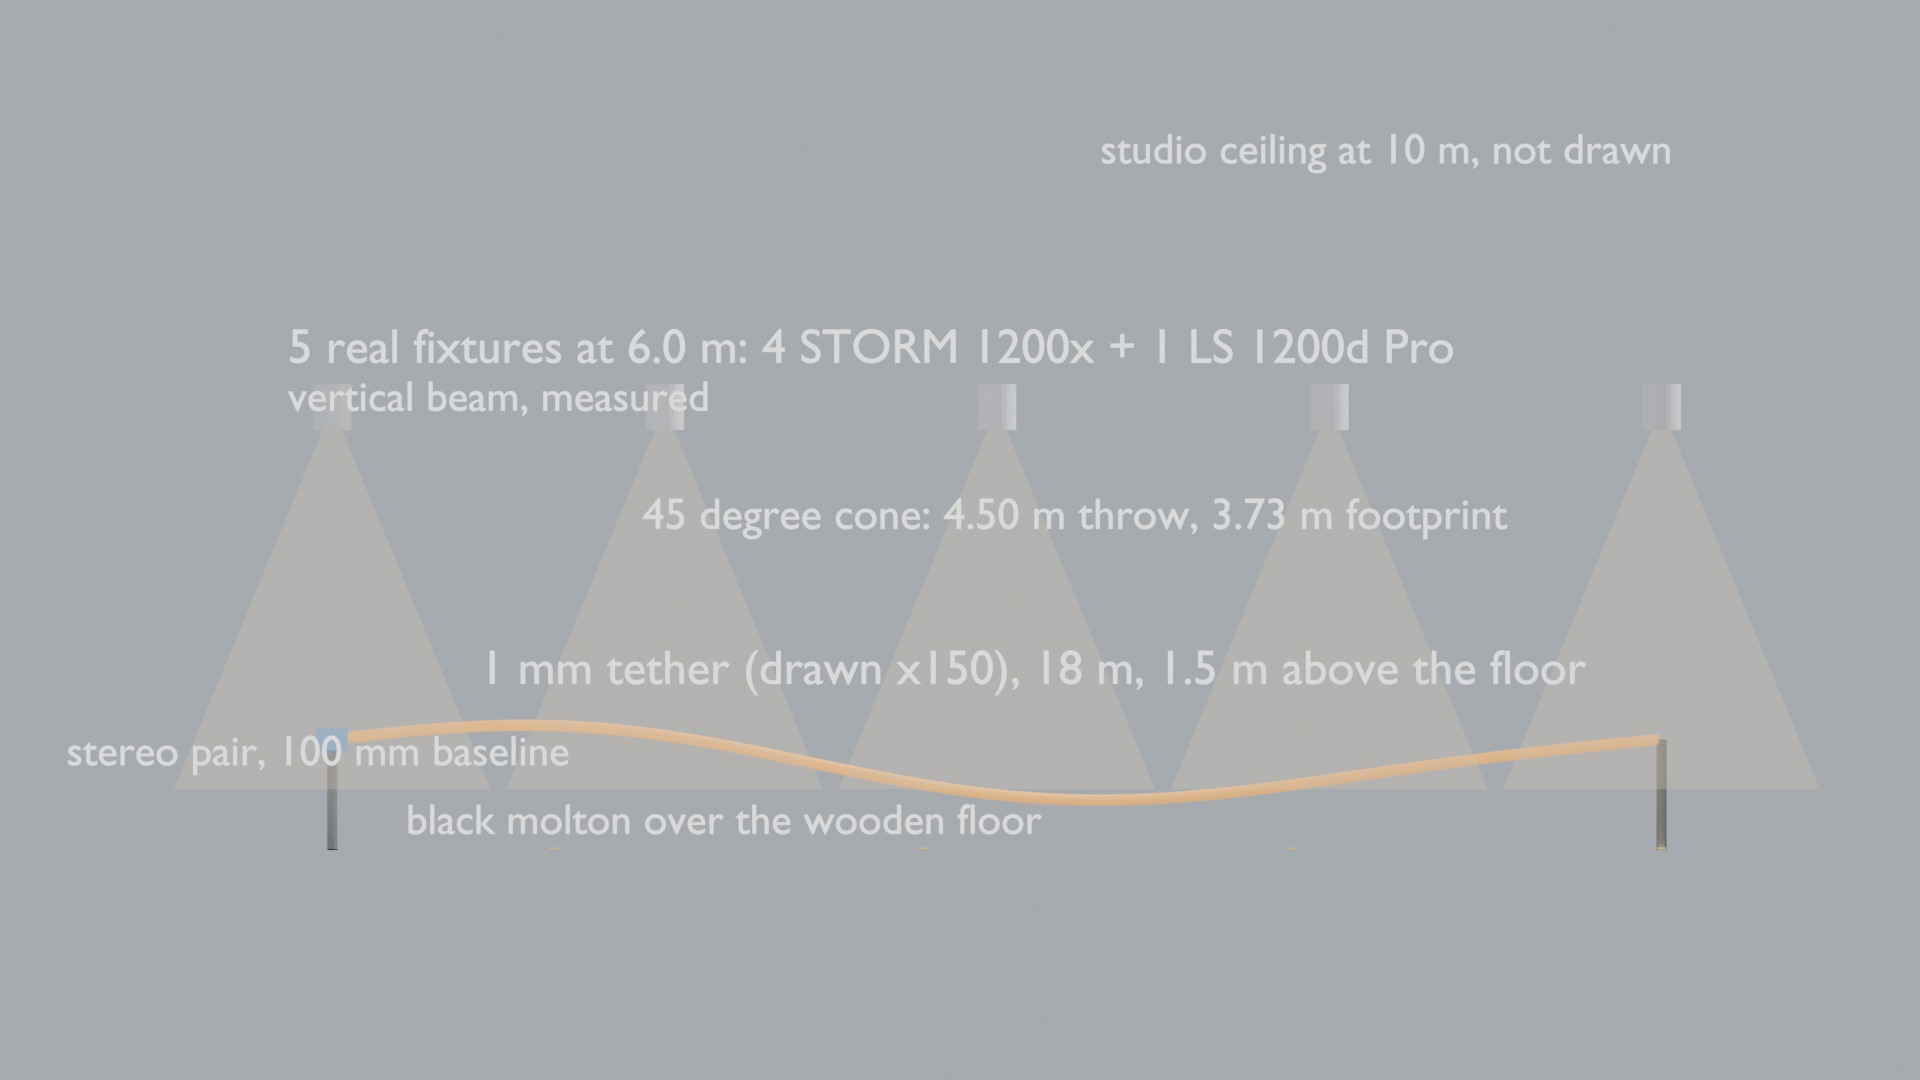 studio ceiling at 10 m, not drawn
5 real fixtures at 6.0 m: 4 STORM 1200x + 1 LS 1200d Pro
vertical beam, measured
45 degree cone: 4.50 m throw, 3.73 m footprint
1 mm tether (drawn x150), 18 m, 1.5 m above the floor
stereo pair, 100 mm baseline
black molton over the wooden floor